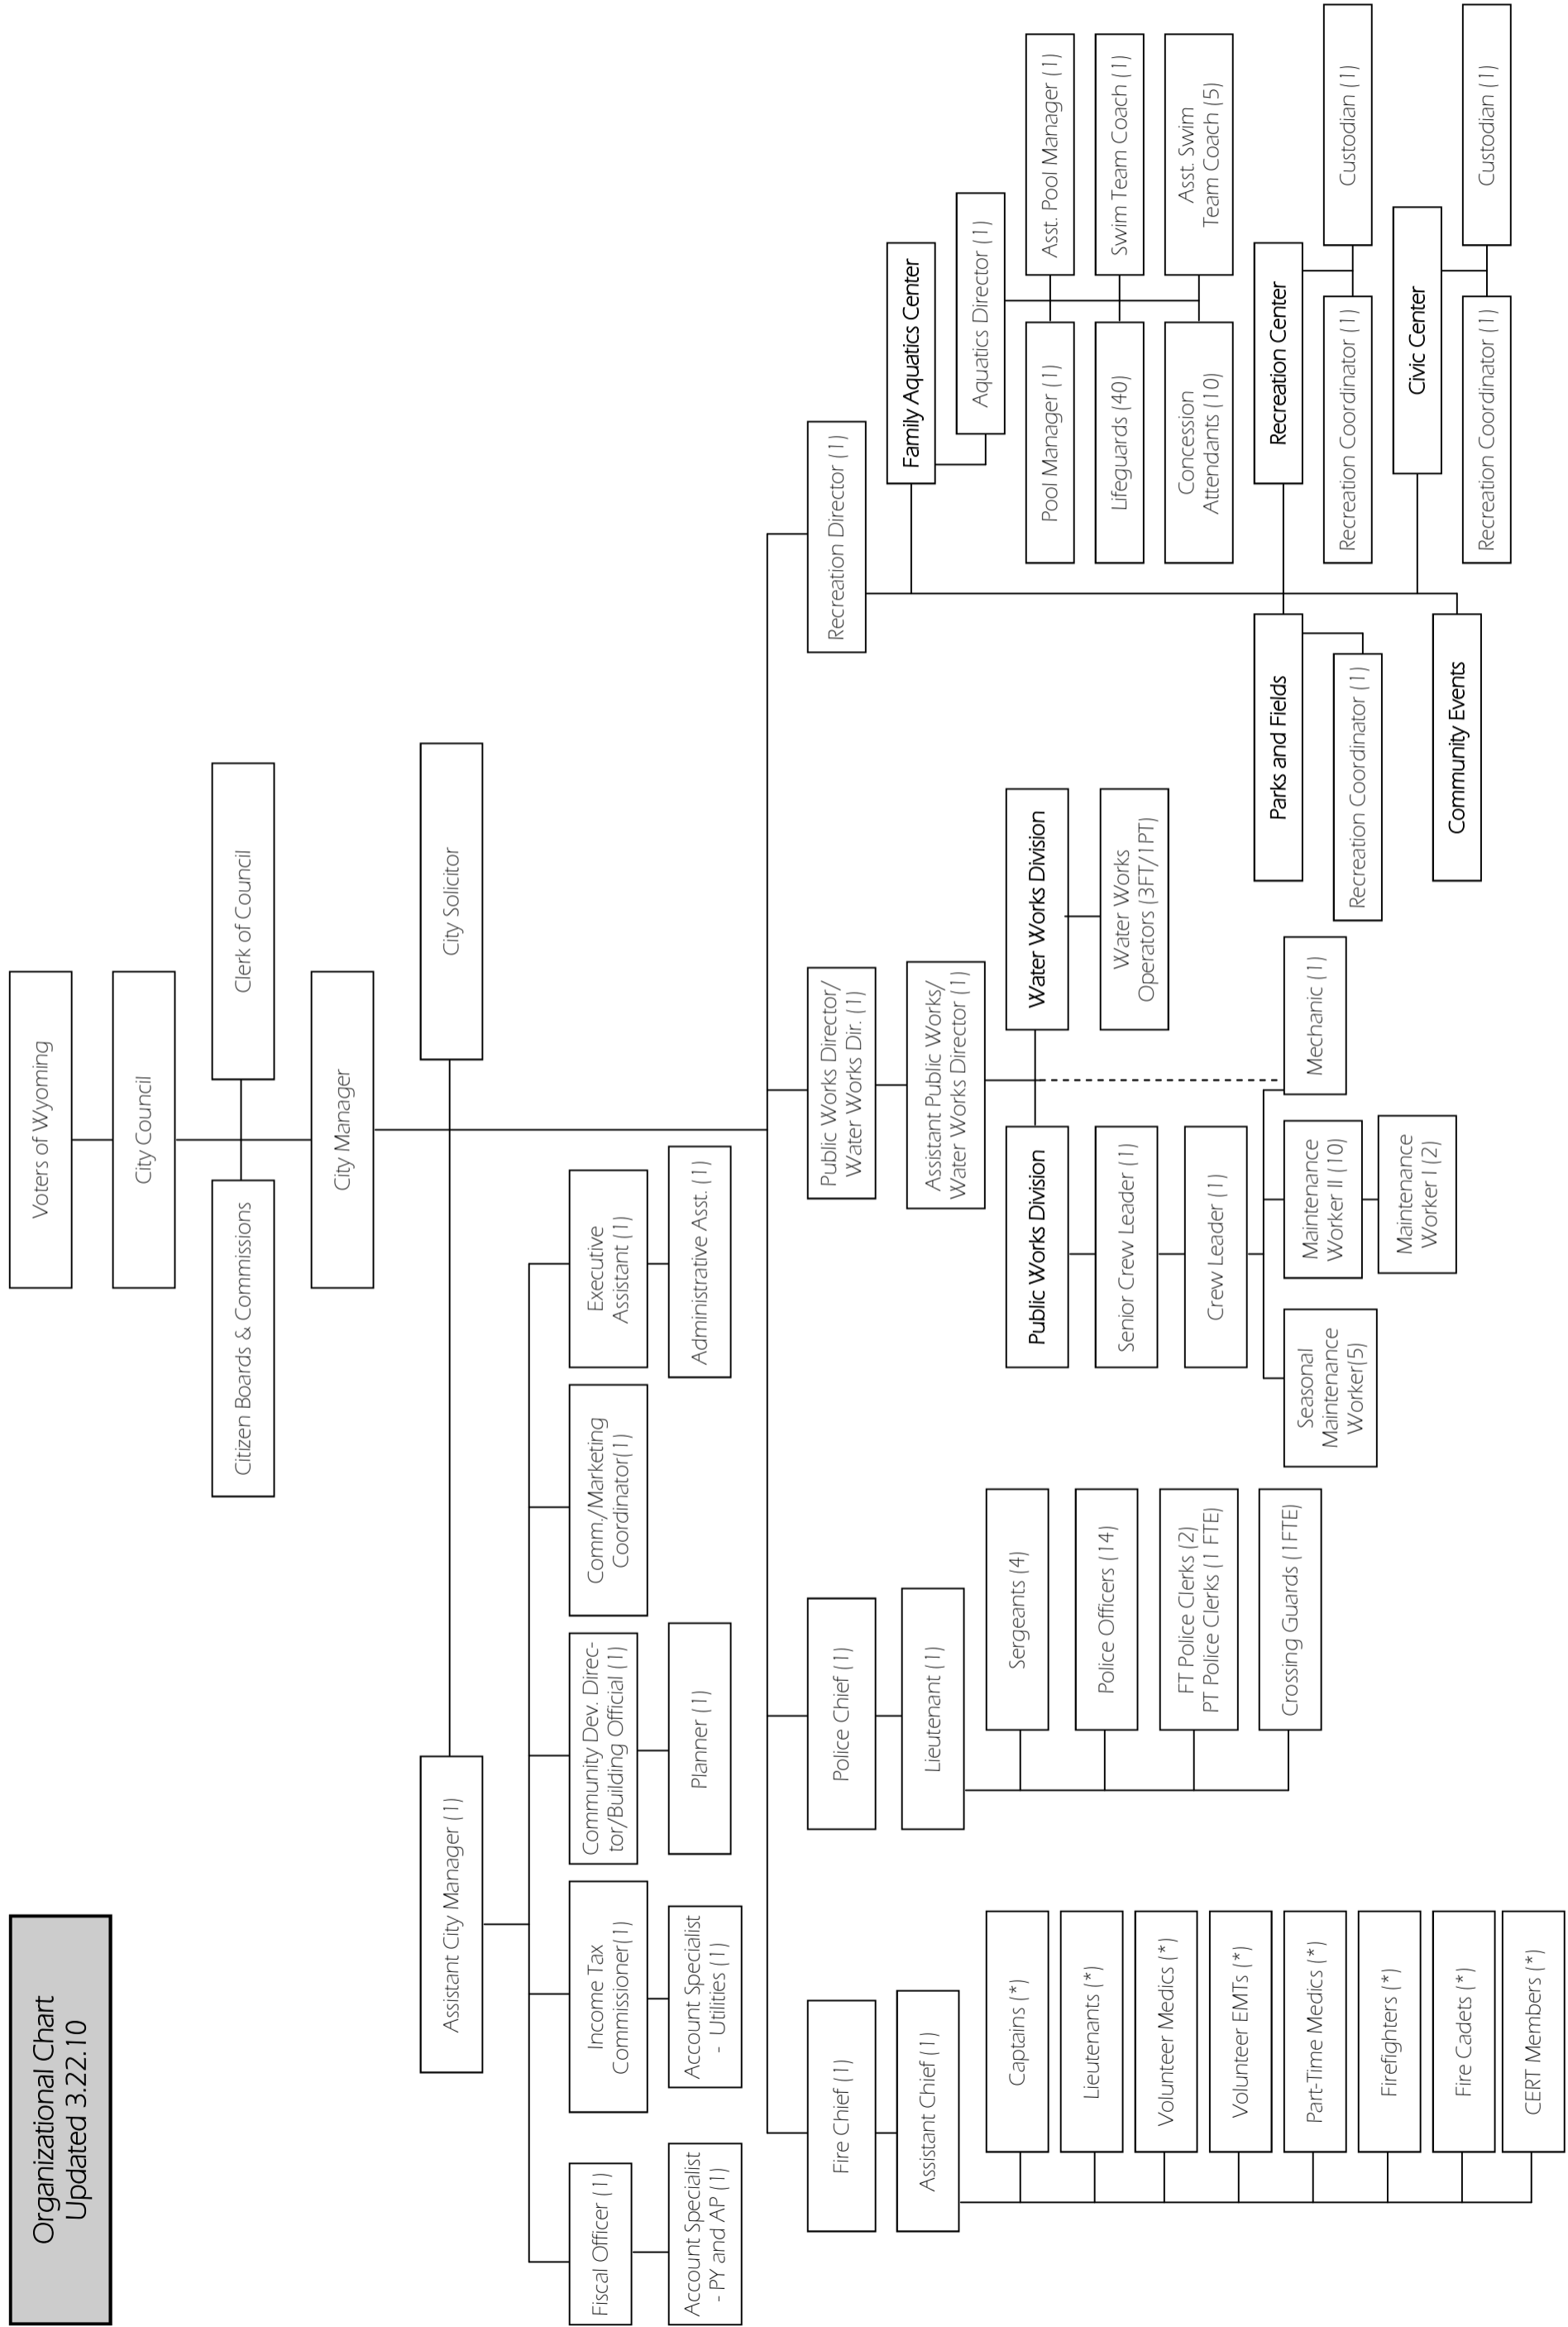 Organizational Chart
Updated 3.22.10
Voters of Wyoming
City Council
Citizen Boards & Commissions
Clerk of Council
City Manager
Assistant City Manager (1)
City Solicitor
Fiscal Officer (1)
Account Specialist
- PY and AP (1)
Income Tax
Commissioner(1)
Account Specialist
- Utilities (1)
Community Dev. Direc-
tor/Building Official (1)
Planner (1)
Comm./Marketing
Coordinator(1)
Executive
Assistant (1)
Administrative Asst. (1)
Fire Chief (1)
Assistant Chief (1)
Captains (*)
Lieutenants (*)
Volunteer Medics (*)
Volunteer EMTs (*)
Part-Time Medics (*)
Firefighters (*)
Fire Cadets (*)
CERT Members (*)
Police Chief (1)
Lieutenant (1)
Sergeants (4)
Police Officers (14)
FT Police Clerks (2)
PT Police Clerks (1 FTE)
Crossing Guards (1FTE)
Public Works Director/
Water Works Dir. (1)
Assistant Public Works/
Water Works Director (1)
Public Works Division
Senior Crew Leader (1)
Crew Leader (1)
Seasonal
Maintenance
Worker(5)
Maintenance
Worker II (10)
Maintenance
Worker I (2)
Mechanic (1)
Water Works Division
Water Works
Operators (3FT/1PT)
Recreation Director (1)
Family Aquatics Center
Aquatics Director (1)
Pool Manager (1)
Asst. Pool Manager (1)
Lifeguards (40)
Swim Team Coach (1)
Concession
Attendants (10)
Asst. Swim
Team Coach (5)
Parks and Fields
Recreation Coordinator (1)
Recreation Center
Recreation Coordinator (1)
Custodian (1)
Community Events
Civic Center
Recreation Coordinator (1)
Custodian (1)